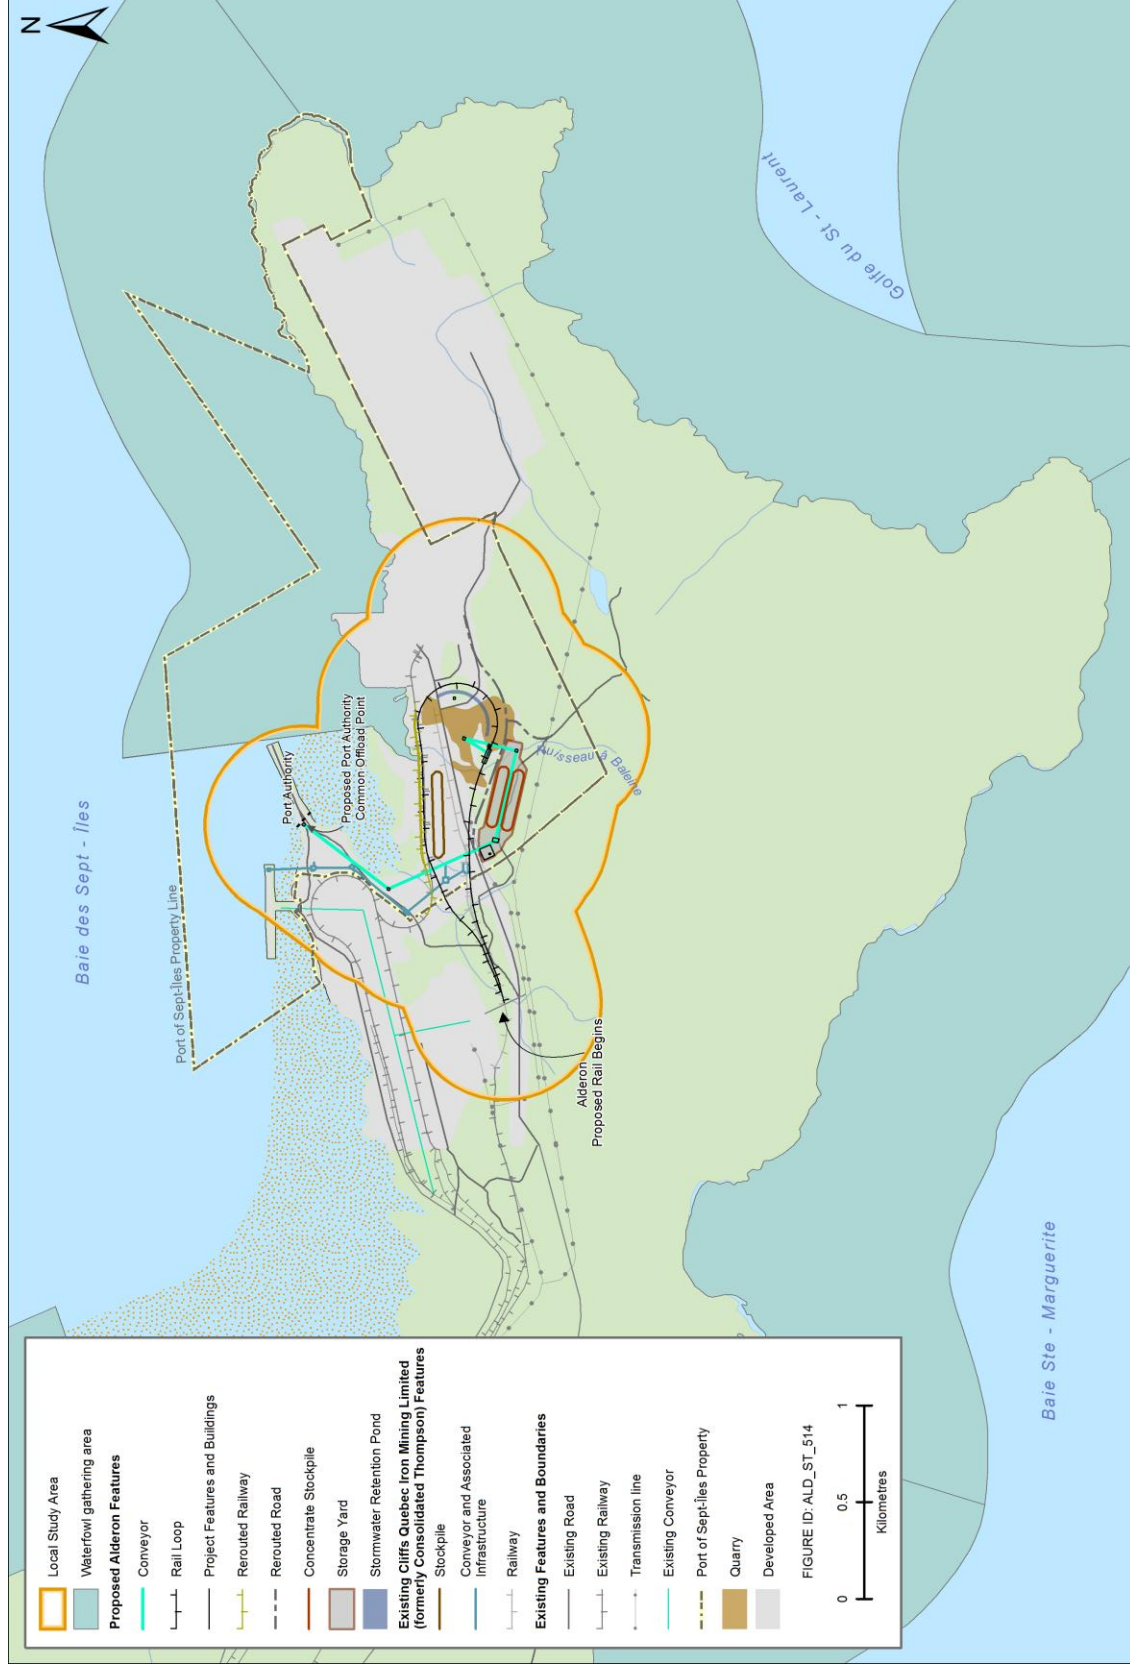 N
Baie des Sept - Îles
Port of Sept-Îles Property Line
Port Authority
Proposed Port Authority
Common Offload Point
Ruisseau à Baleine
Alderon
Proposed Rail Begins
Golfe du St - Laurent
Baie Ste - Marguerite
Local Study Area
Waterfowl gathering area
Proposed Alderon Features
Conveyor
Rail Loop
Project Features and Buildings
Rerouted Railway
Rerouted Road
Concentrate Stockpile
Storage Yard
Stormwater Retention Pond
Existing Cliffs Quebec Iron Mining Limited
(formerly Consolidated Thompson) Features
Stockpile
Conveyor and Associated
Infrastructure
Railway
Existing Features and Boundaries
Existing Road
Existing Railway
Transmission line
Existing Conveyor
Port of Sept-Îles Property
Quarry
Developed Area
FIGURE ID: ALD_ST_514
0 0.5 1
Kilometres